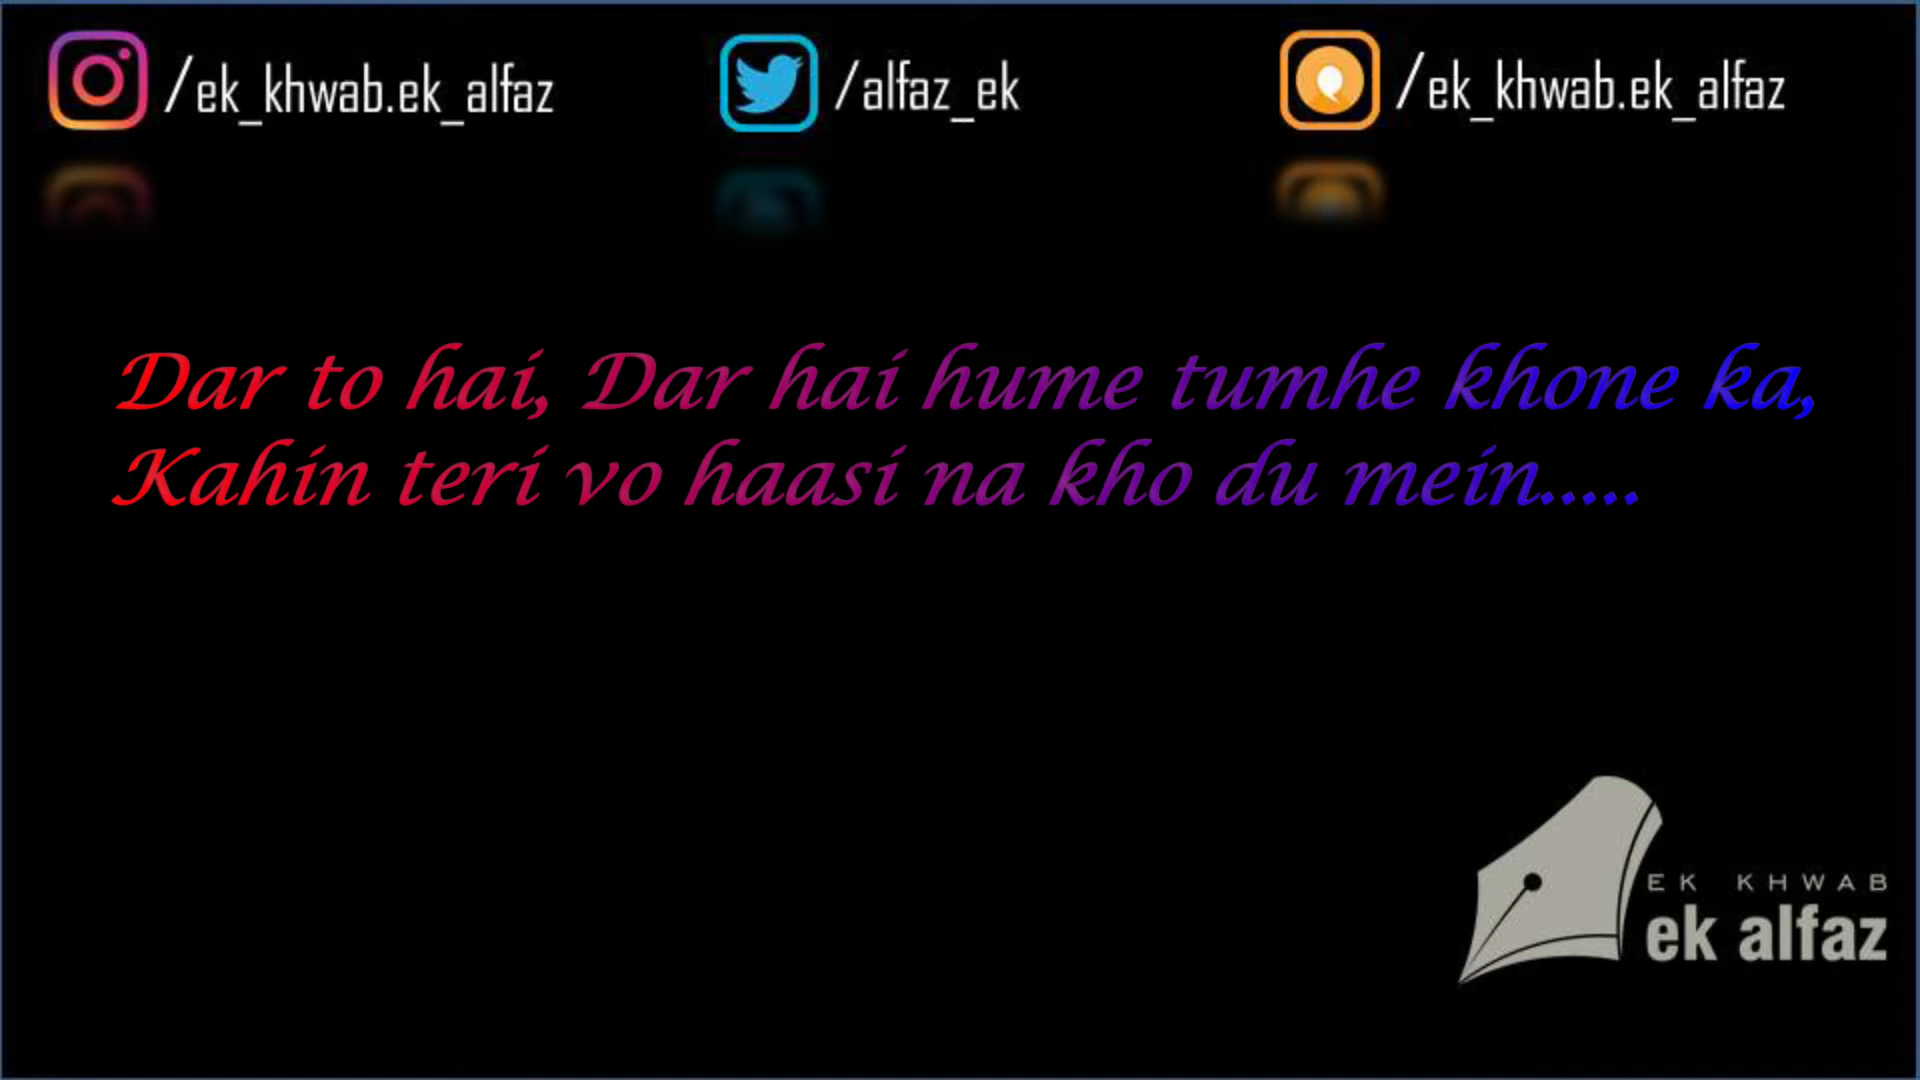 /ek_khwab.ek_alfaz
/alfaz_ek
/ek_khwab.ek_alfaz
Dar to hai, Dar hai hume tumhe khone ka,
Kahin teri vo haasi na kho du mein.....
EK KHWAB
ek alfaz